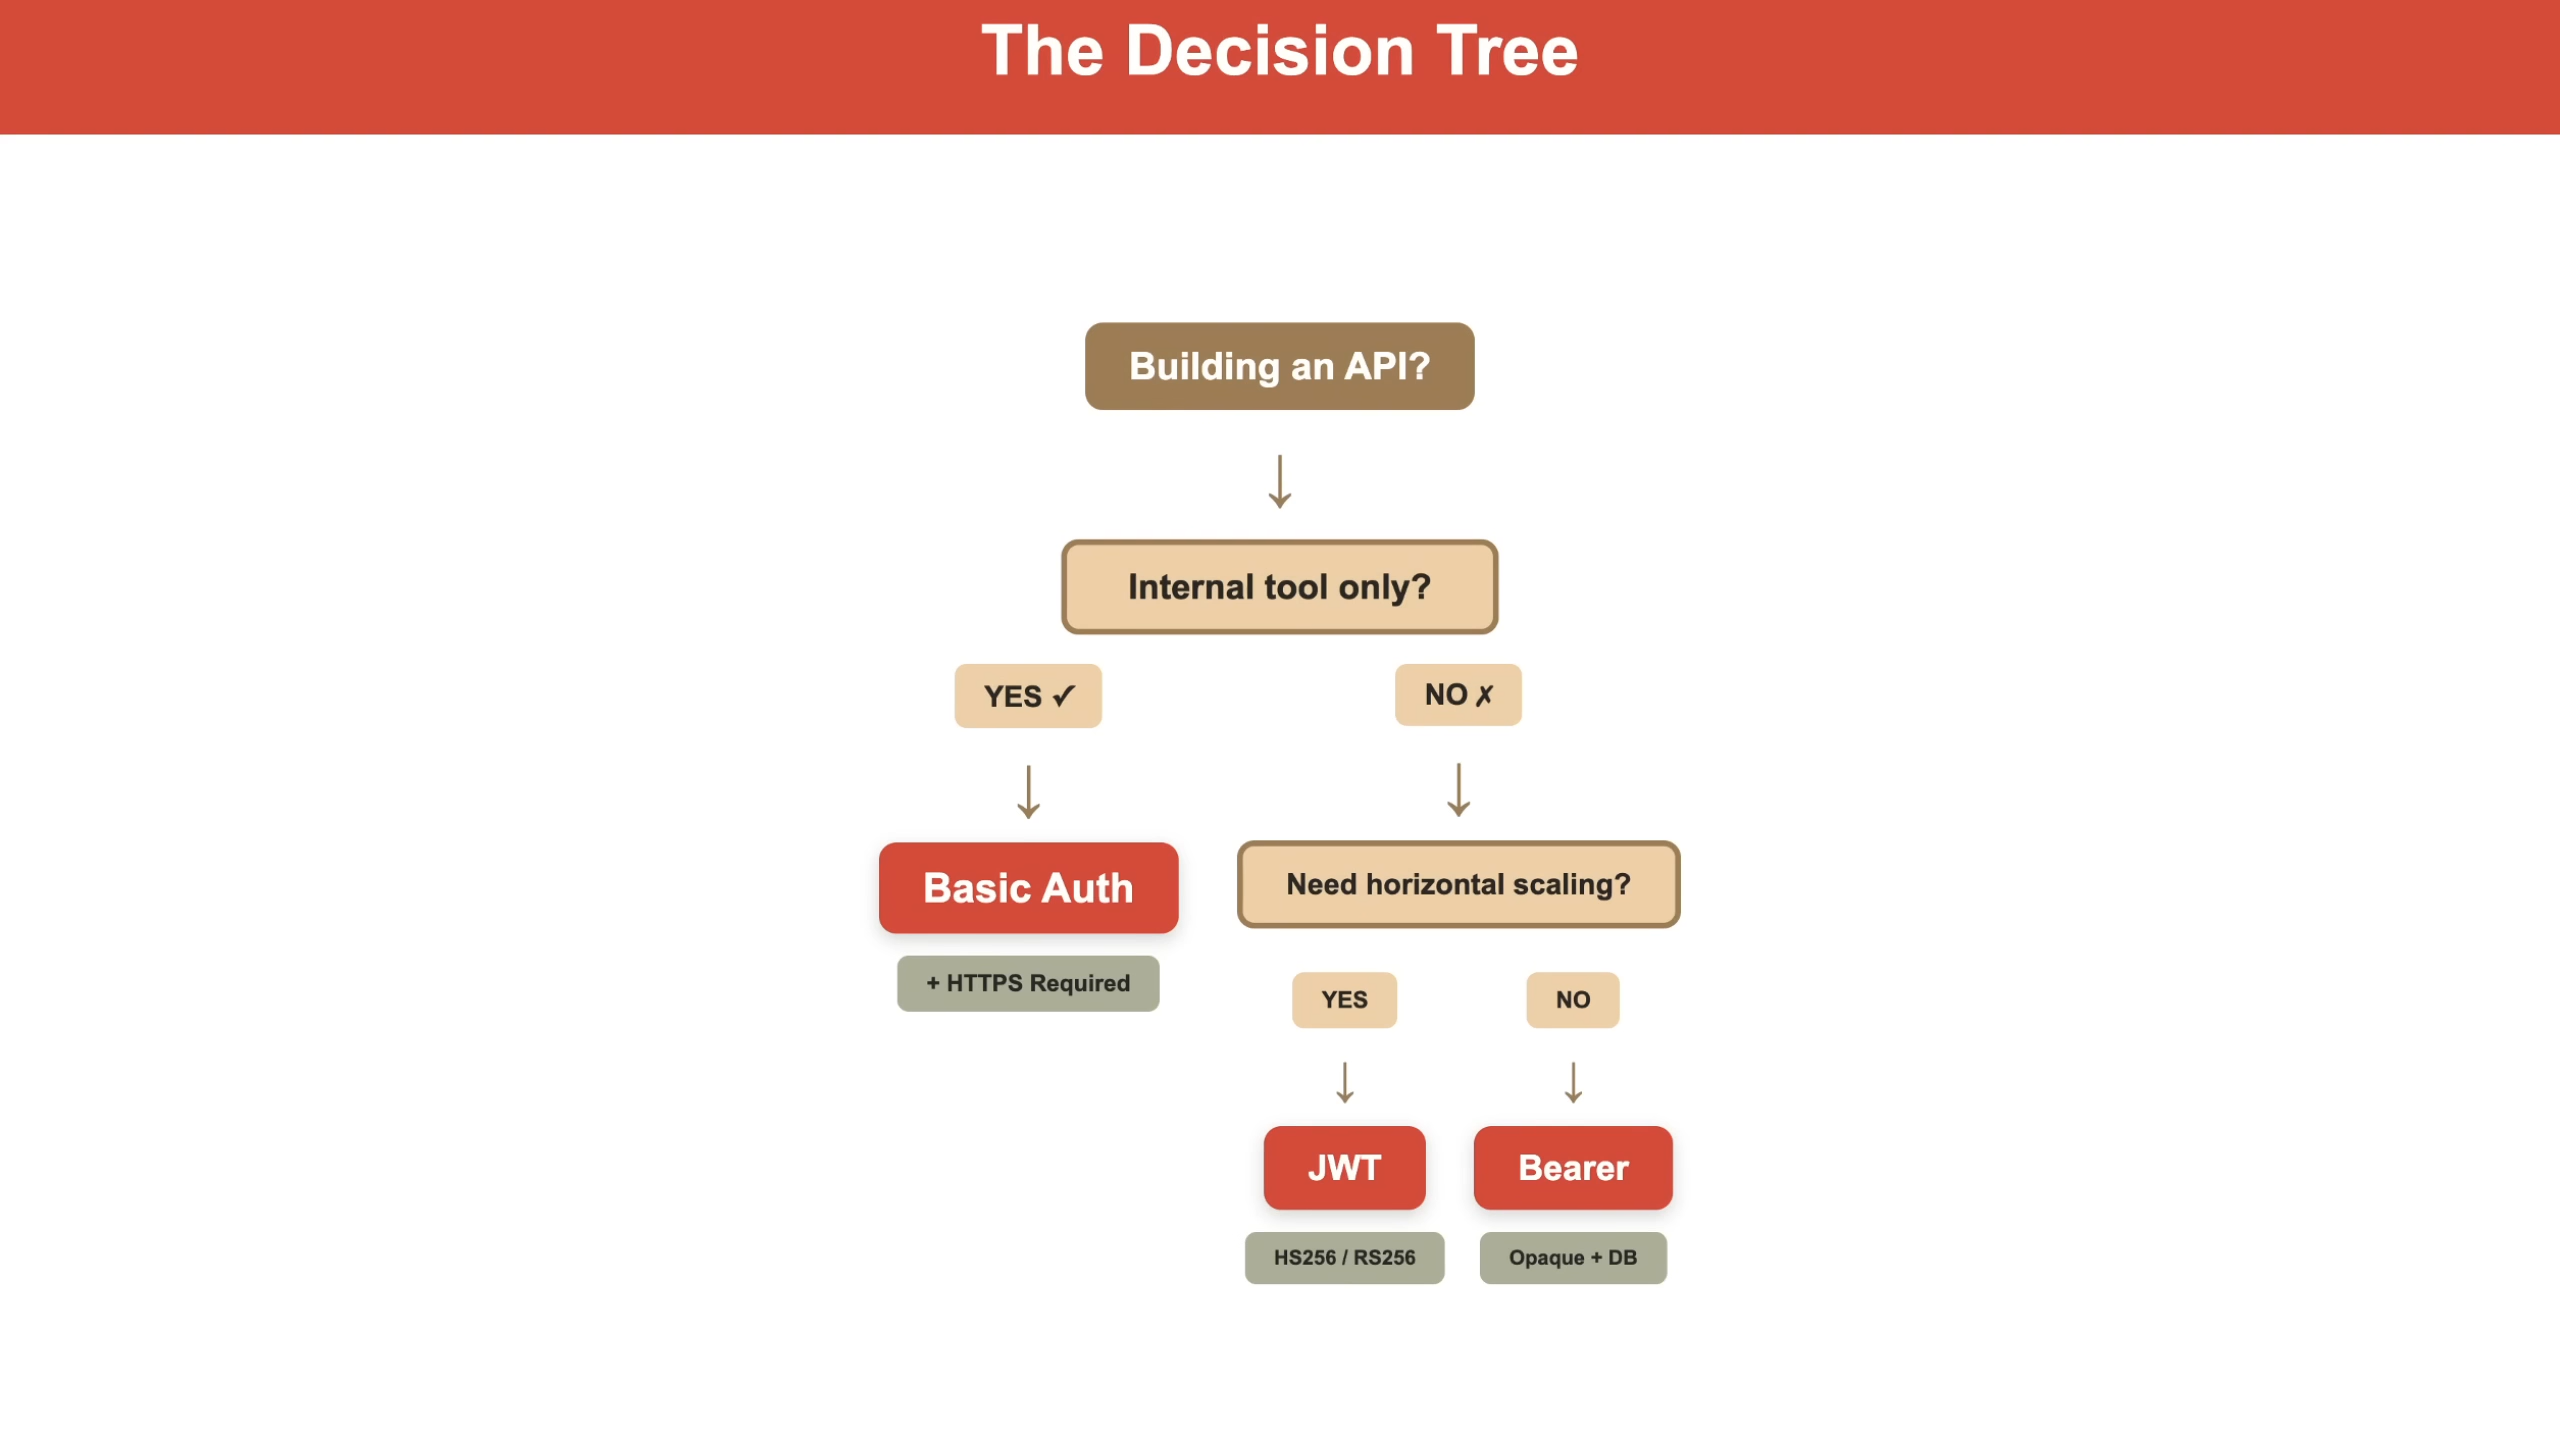 The Decision Tree
Building an API?
↓
Internal tool only?
YES ✓
NO ✗
↓
↓
Basic Auth
Need horizontal scaling?
+ HTTPS Required
YES
NO
↓
↓
JWT
Bearer
HS256 / RS256
Opaque + DB